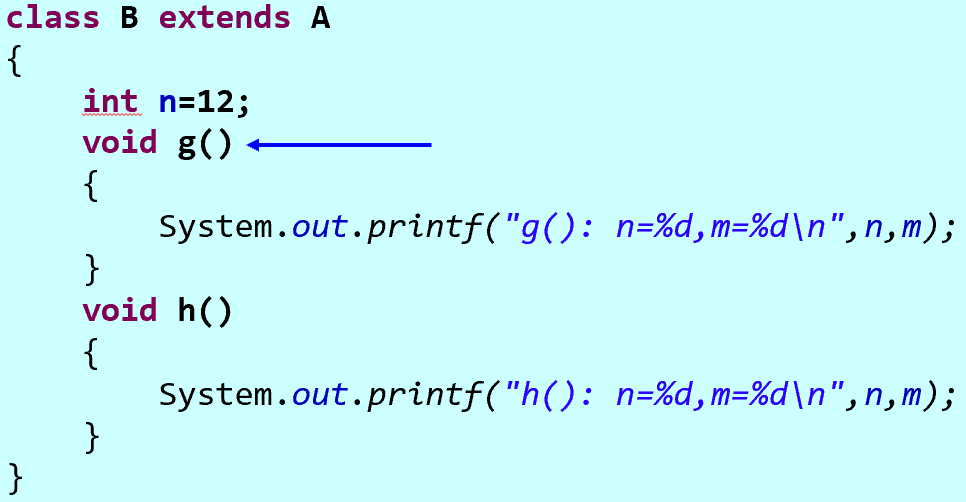 class B extends A
{
int n=12;
void g()
{
System.out.printf("g(): n=%d,m=%d\n",n,m);
}
void h()
{
System.out.printf("h(): n=%d,m=%d\n",n,m);
}
}